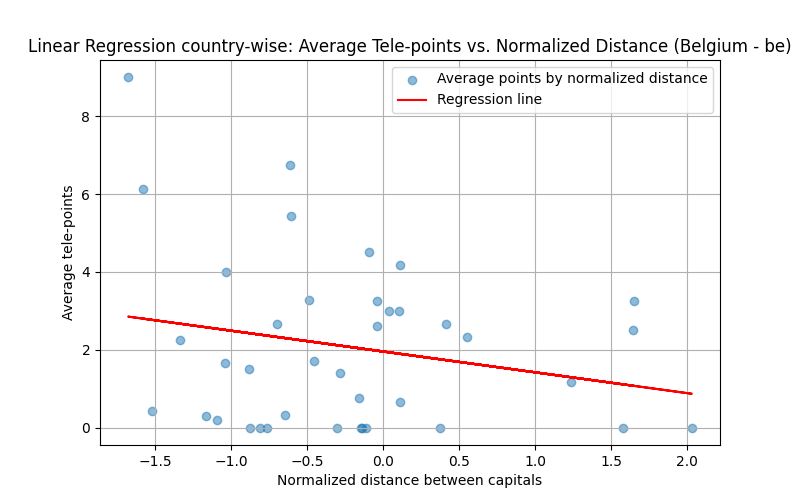 Linear Regression country-wise: Average Tele-points vs. Normalized Distance (Belgium - be)
Average points by normalized distance
Regression line
Average tele-points
8
6
4
2
0
−1.5 −1.0 −0.5 0.0 0.5 1.0 1.5 2.0
Normalized distance between capitals